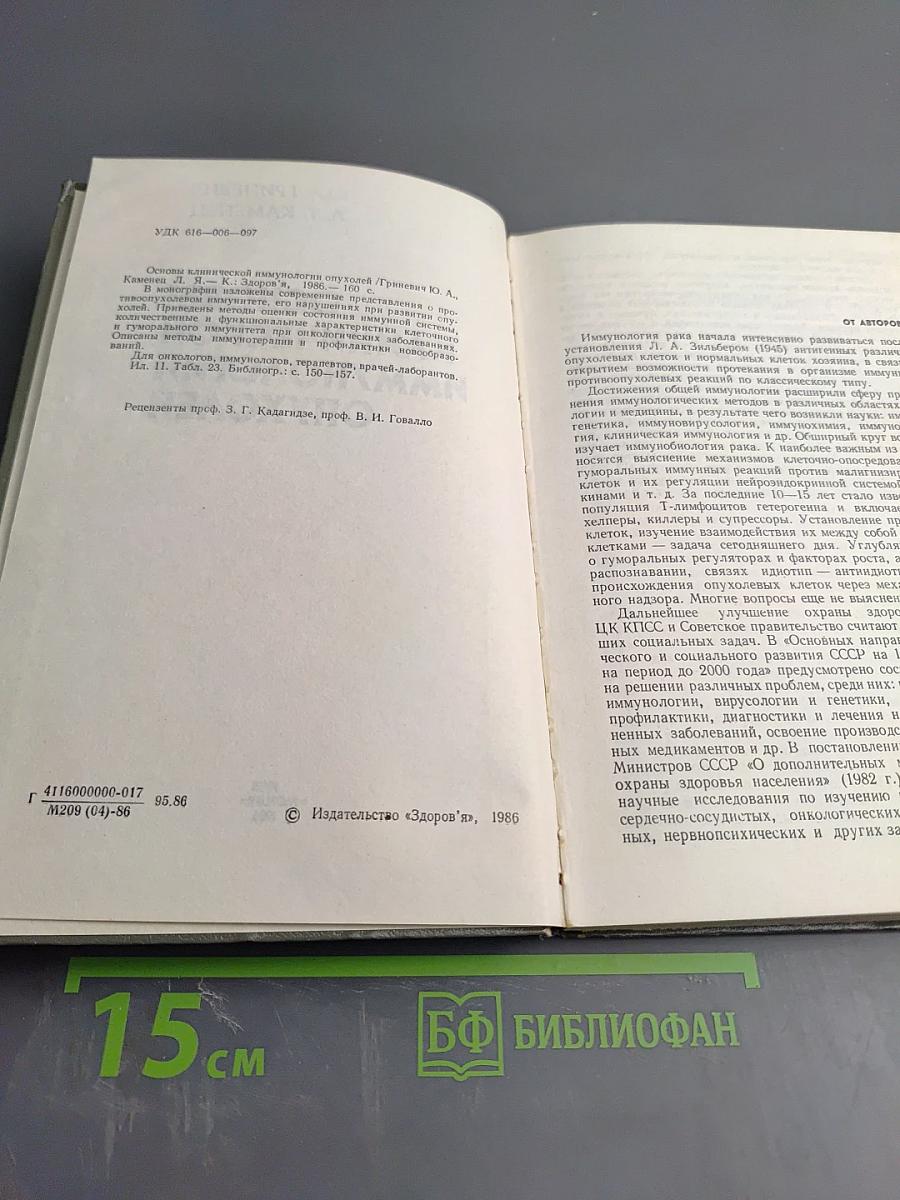 УДК 616—006—097
Основы клинической иммунологии опухолей /Гриневич Ю. А.,
Каменец Л. Я.— К.: Здоров'я, 1986.— 160 с.
В монографии изложены современные представления о про-
тивоопухолевом иммунитете, его нарушениях при развитии опу-
холей. Приведены методы оценки состояния иммунной системы,
количественные и функциональные характеристики клеточного
и гуморального иммунитета при онкологических заболеваниях.
Описаны методы иммунотерапии и профилактики новообразо-
ваний.
Для онкологов, иммунологов, терапевтов, врачей-лаборантов.
Ил. 11. Табл. 23. Библиогр.: с. 150—157.
Рецензенты проф. З. Г. Кадагидзе, проф. В. И. Говалло
Г 4116000000-017
М209 (04)-86 95.86
© Издательство «Здоров'я», 1986
ОТ АВТОРОВ
Иммунология рака начала интенсивно развиваться посл
установления Л. А. Зильбером (1945) антигенных различ
опухолевых клеток и нормальных клеток хозяина, в связ
открытием возможности протекания в организме иммун
противоопухолевых реакций по классическому типу.
Достижения общей иммунологии расширили сферу пр
нения иммунологических методов в различных областях
логии и медицины, в результате чего возникли науки: им
генетика, иммуновирусология, иммунохимия, иммуно
гия, клиническая иммунология и др. Обширный круг во
изучает иммунобиология рака. К наиболее важным из
носятся выяснение механизмов клеточно-опосредова
гуморальных иммунных реакций против малигнизир
клеток и их регуляции нейроэндокринной системой
кинами и т. д. За последние 10—15 лет стало изве
популяция Т-лимфоцитов гетерогенна и включае
хелперы, киллеры и супрессоры. Установление пр
клеток, изучение взаимодействия их между собой
клетками — задача сегодняшнего дня. Углубля
о гуморальных регуляторах и факторах роста, а
распознавании, связях идиотип — антиидиоти
происхождения опухолевых клеток через меха
ного надзора. Многие вопросы еще не выяснен
Дальнейшее улучшение охраны здоро
ЦК КПСС и Советское правительство считают
ших социальных задач. В «Основных направ
ческого и социального развития СССР на 1
на период до 2000 года» предусмотрено сос
на решении различных проблем, среди них:
иммунологии, вирусологии и генетики,
профилактики, диагностики и лечения н
ненных заболеваний, освоение производс
ных медикаментов и др. В постановлени
Министров СССР «О дополнительных м
охраны здоровья населения» (1982 г.)
научные исследования по изучению
сердечно-сосудистых, онкологических
ных, нервнопсихических и других за
15 см
БФ БИБЛИОФАН